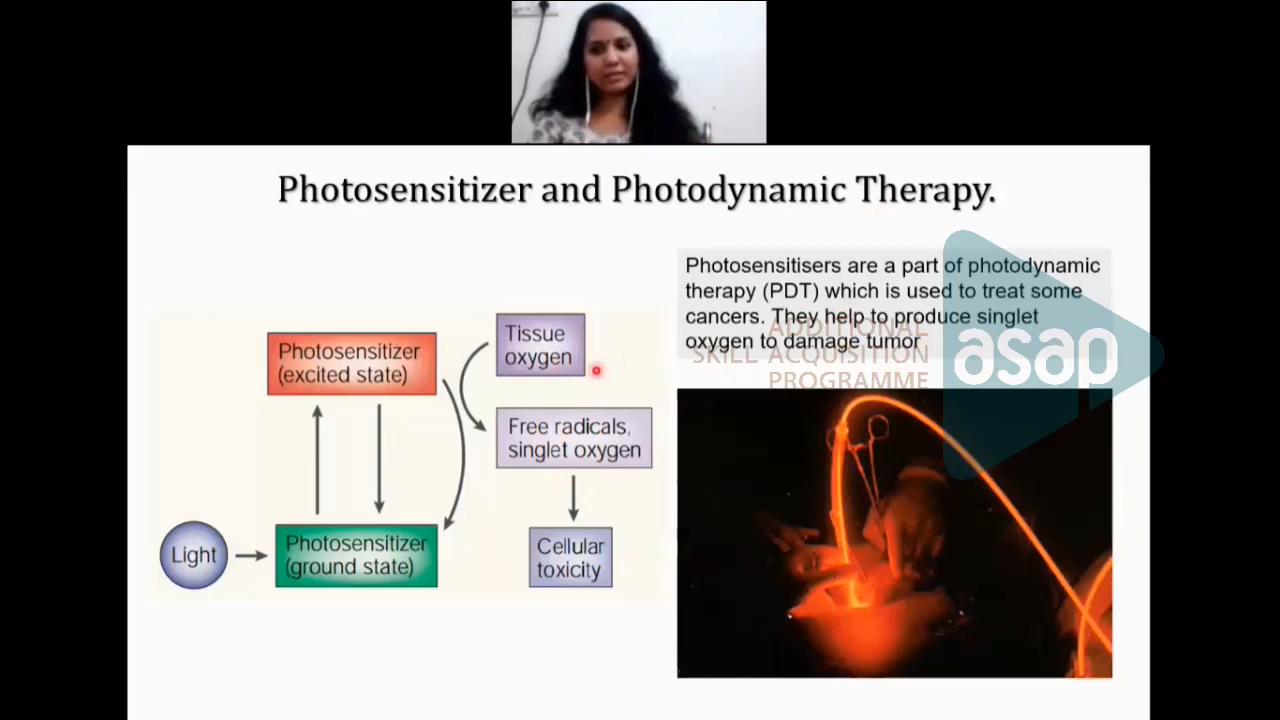 Photosensitizer and Photodynamic Therapy.
Photosensitisers are a part of photodynamic
therapy (PDT) which is used to treat some
cancers. They help to produce singlet
oxygen to damage tumor
ADDITIONAL
SKILL ACQUISITION
PROGRAMME
asap
Tissue
oxygen
Photosensitizer
(excited state)
Free radicals,
singlet oxygen
Light
Photosensitizer
(ground state)
Cellular
toxicity